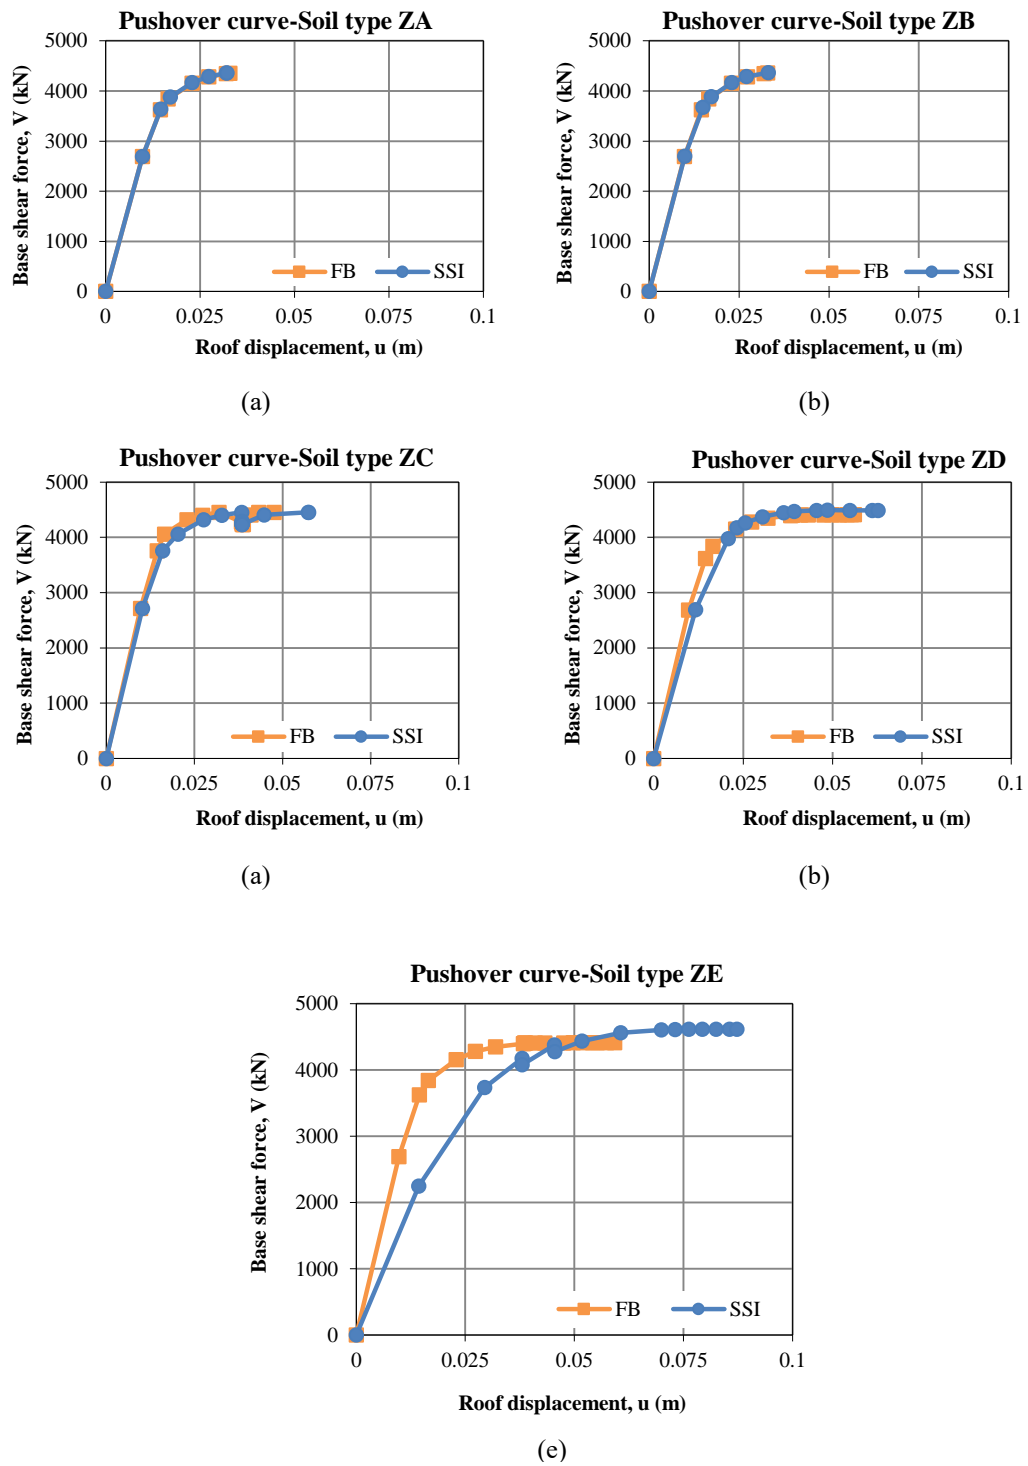 Pushover curve-Soil type ZA
5000
4000
3000
2000
1000
0
Base shear force, V (kN)
FB
SSI
0 0.025 0.05 0.075 0.1
Roof displacement, u (m)
(a)
Pushover curve-Soil type ZB
5000
4000
3000
2000
1000
0
Base shear force, V (kN)
FB
SSI
0 0.025 0.05 0.075 0.1
Roof displacement, u (m)
(b)
Pushover curve-Soil type ZC
5000
4000
3000
2000
1000
0
Base shear force, V (kN)
FB
SSI
0 0.025 0.05 0.075 0.1
Roof displacement, u (m)
(a)
Pushover curve-Soil type ZD
5000
4000
3000
2000
1000
0
Base shear force, V (kN)
FB
SSI
0 0.025 0.05 0.075 0.1
Roof displacement, u (m)
(b)
Pushover curve-Soil type ZE
5000
4000
3000
2000
1000
0
Base shear force, V (kN)
FB
SSI
0 0.025 0.05 0.075 0.1
Roof displacement, u (m)
(e)